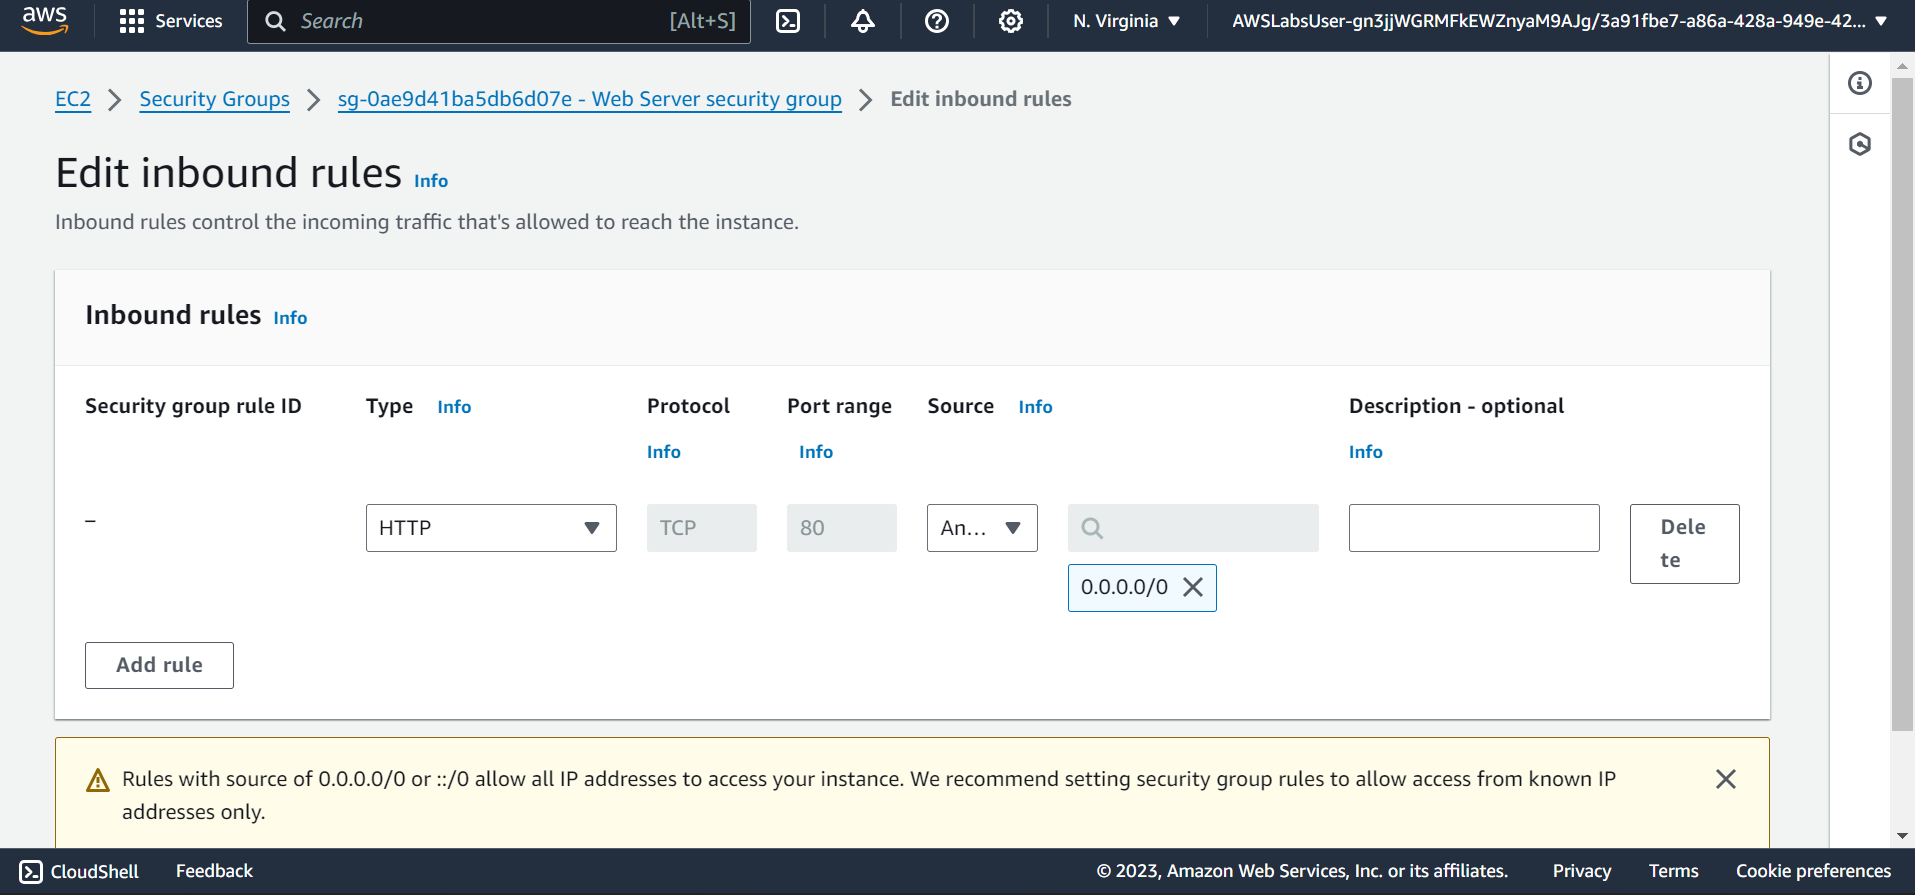 aws
Services
Search [Alt+S]
N. Virginia
AWSLabsUser-gn3jjWGRMFkEWZnyaM9AJg/3a91fbe7-a86a-428a-949e-42...
EC2 > Security Groups > sg-0ae9d41ba5db6d07e - Web Server security group > Edit inbound rules
Edit inbound rules Info
Inbound rules control the incoming traffic that's allowed to reach the instance.
Inbound rules Info
Security group rule ID Type Info Protocol Port range Source Info Description - optional
Info Info Info
– HTTP TCP 80 An... Dele
te
0.0.0.0/0
Add rule
Rules with source of 0.0.0.0/0 or ::/0 allow all IP addresses to access your instance. We recommend setting security group rules to allow access from known IP
addresses only.
CloudShell Feedback © 2023, Amazon Web Services, Inc. or its affiliates. Privacy Terms Cookie preferences